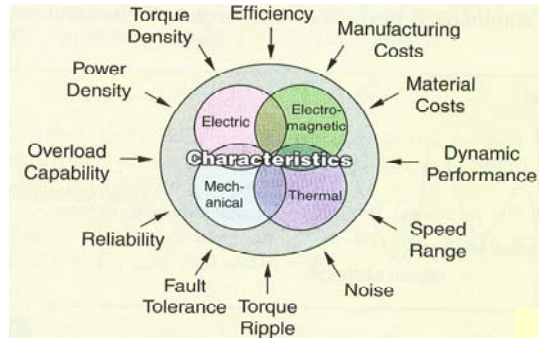 Efficiency
Torque
Density
Manufacturing
Costs
Power
Density
Material
Costs
Electric
Electro-
magnetic
Overload
Capability
Characteristics
Dynamic
Performance
Mech-
anical
Thermal
Reliability
Speed
Range
Fault
Tolerance
Torque
Ripple
Noise